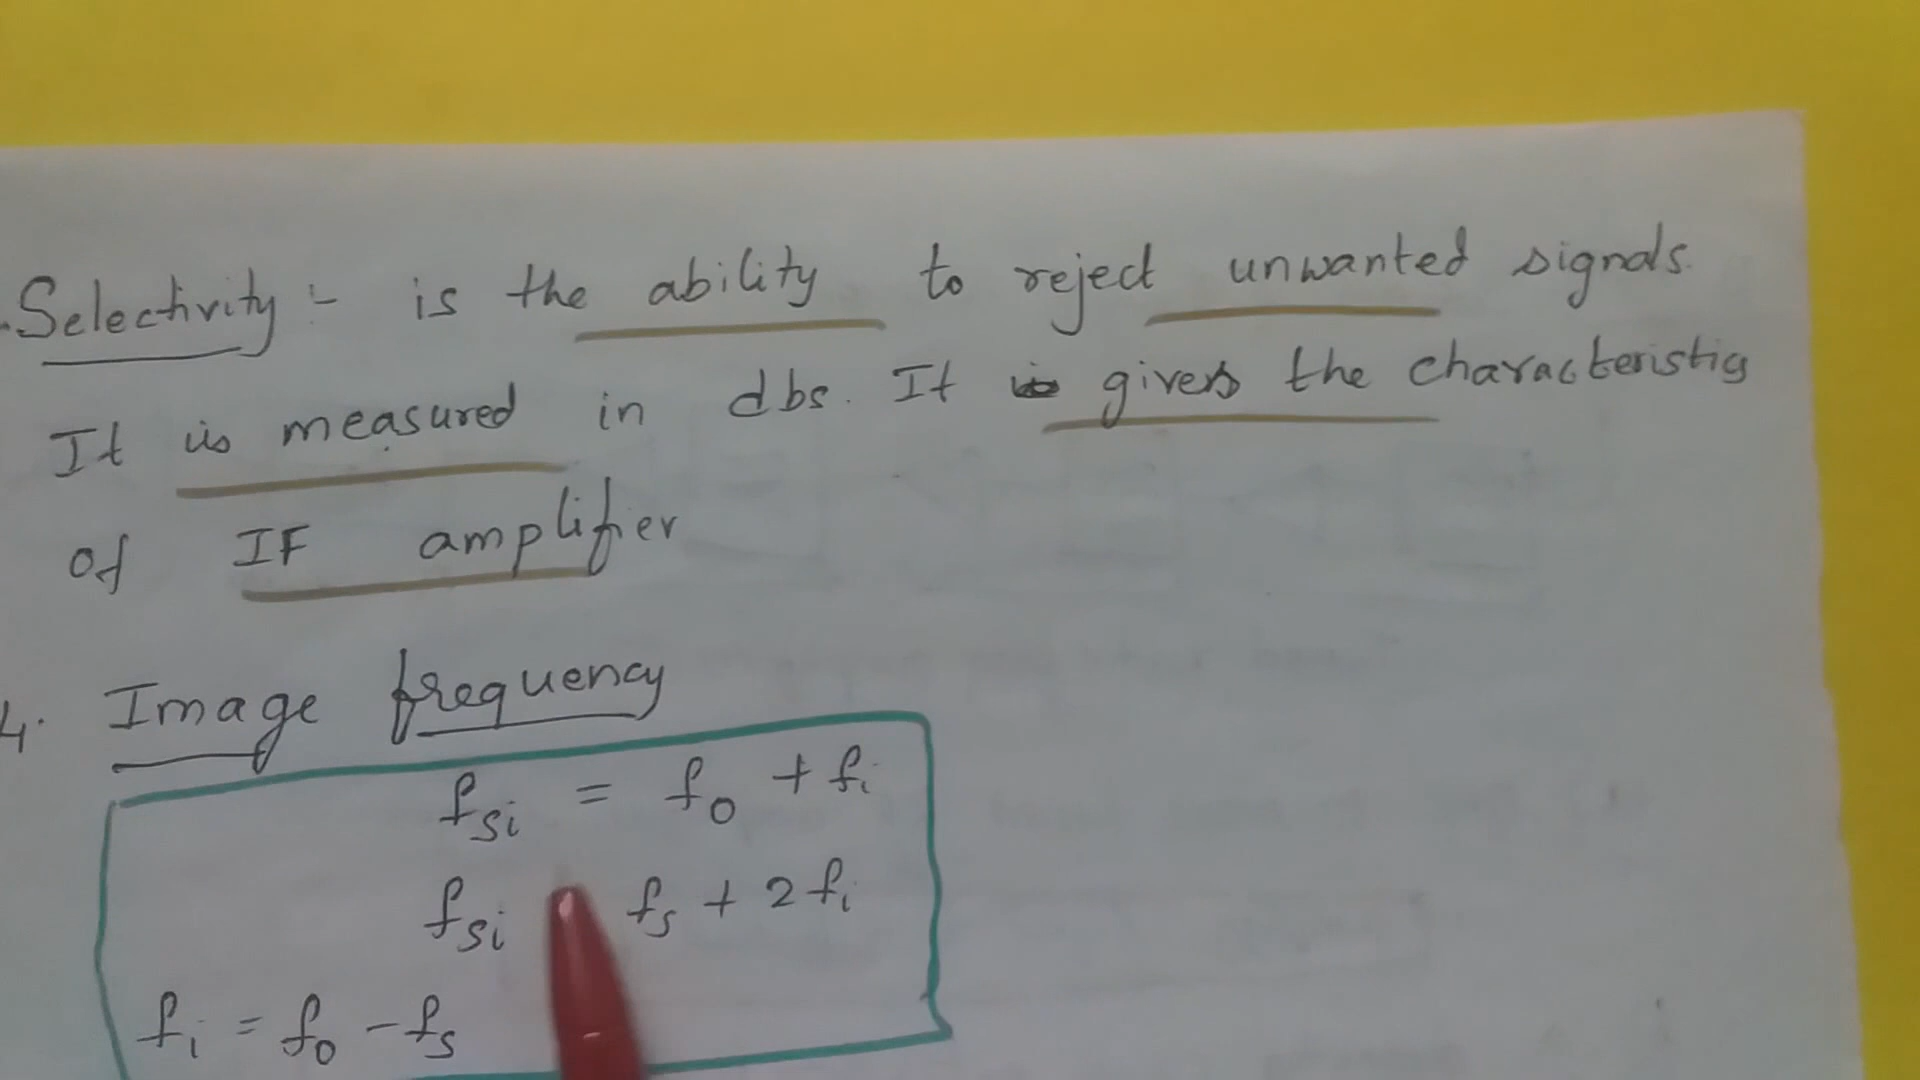 Selectivity :- is the ability to reject unwanted signals.
It is measured in dbs. It gives the characteristics
of IF amplifier
4. Image frequency
fsi = fo + fi
fsi fs + 2fi
fi = fo - fs